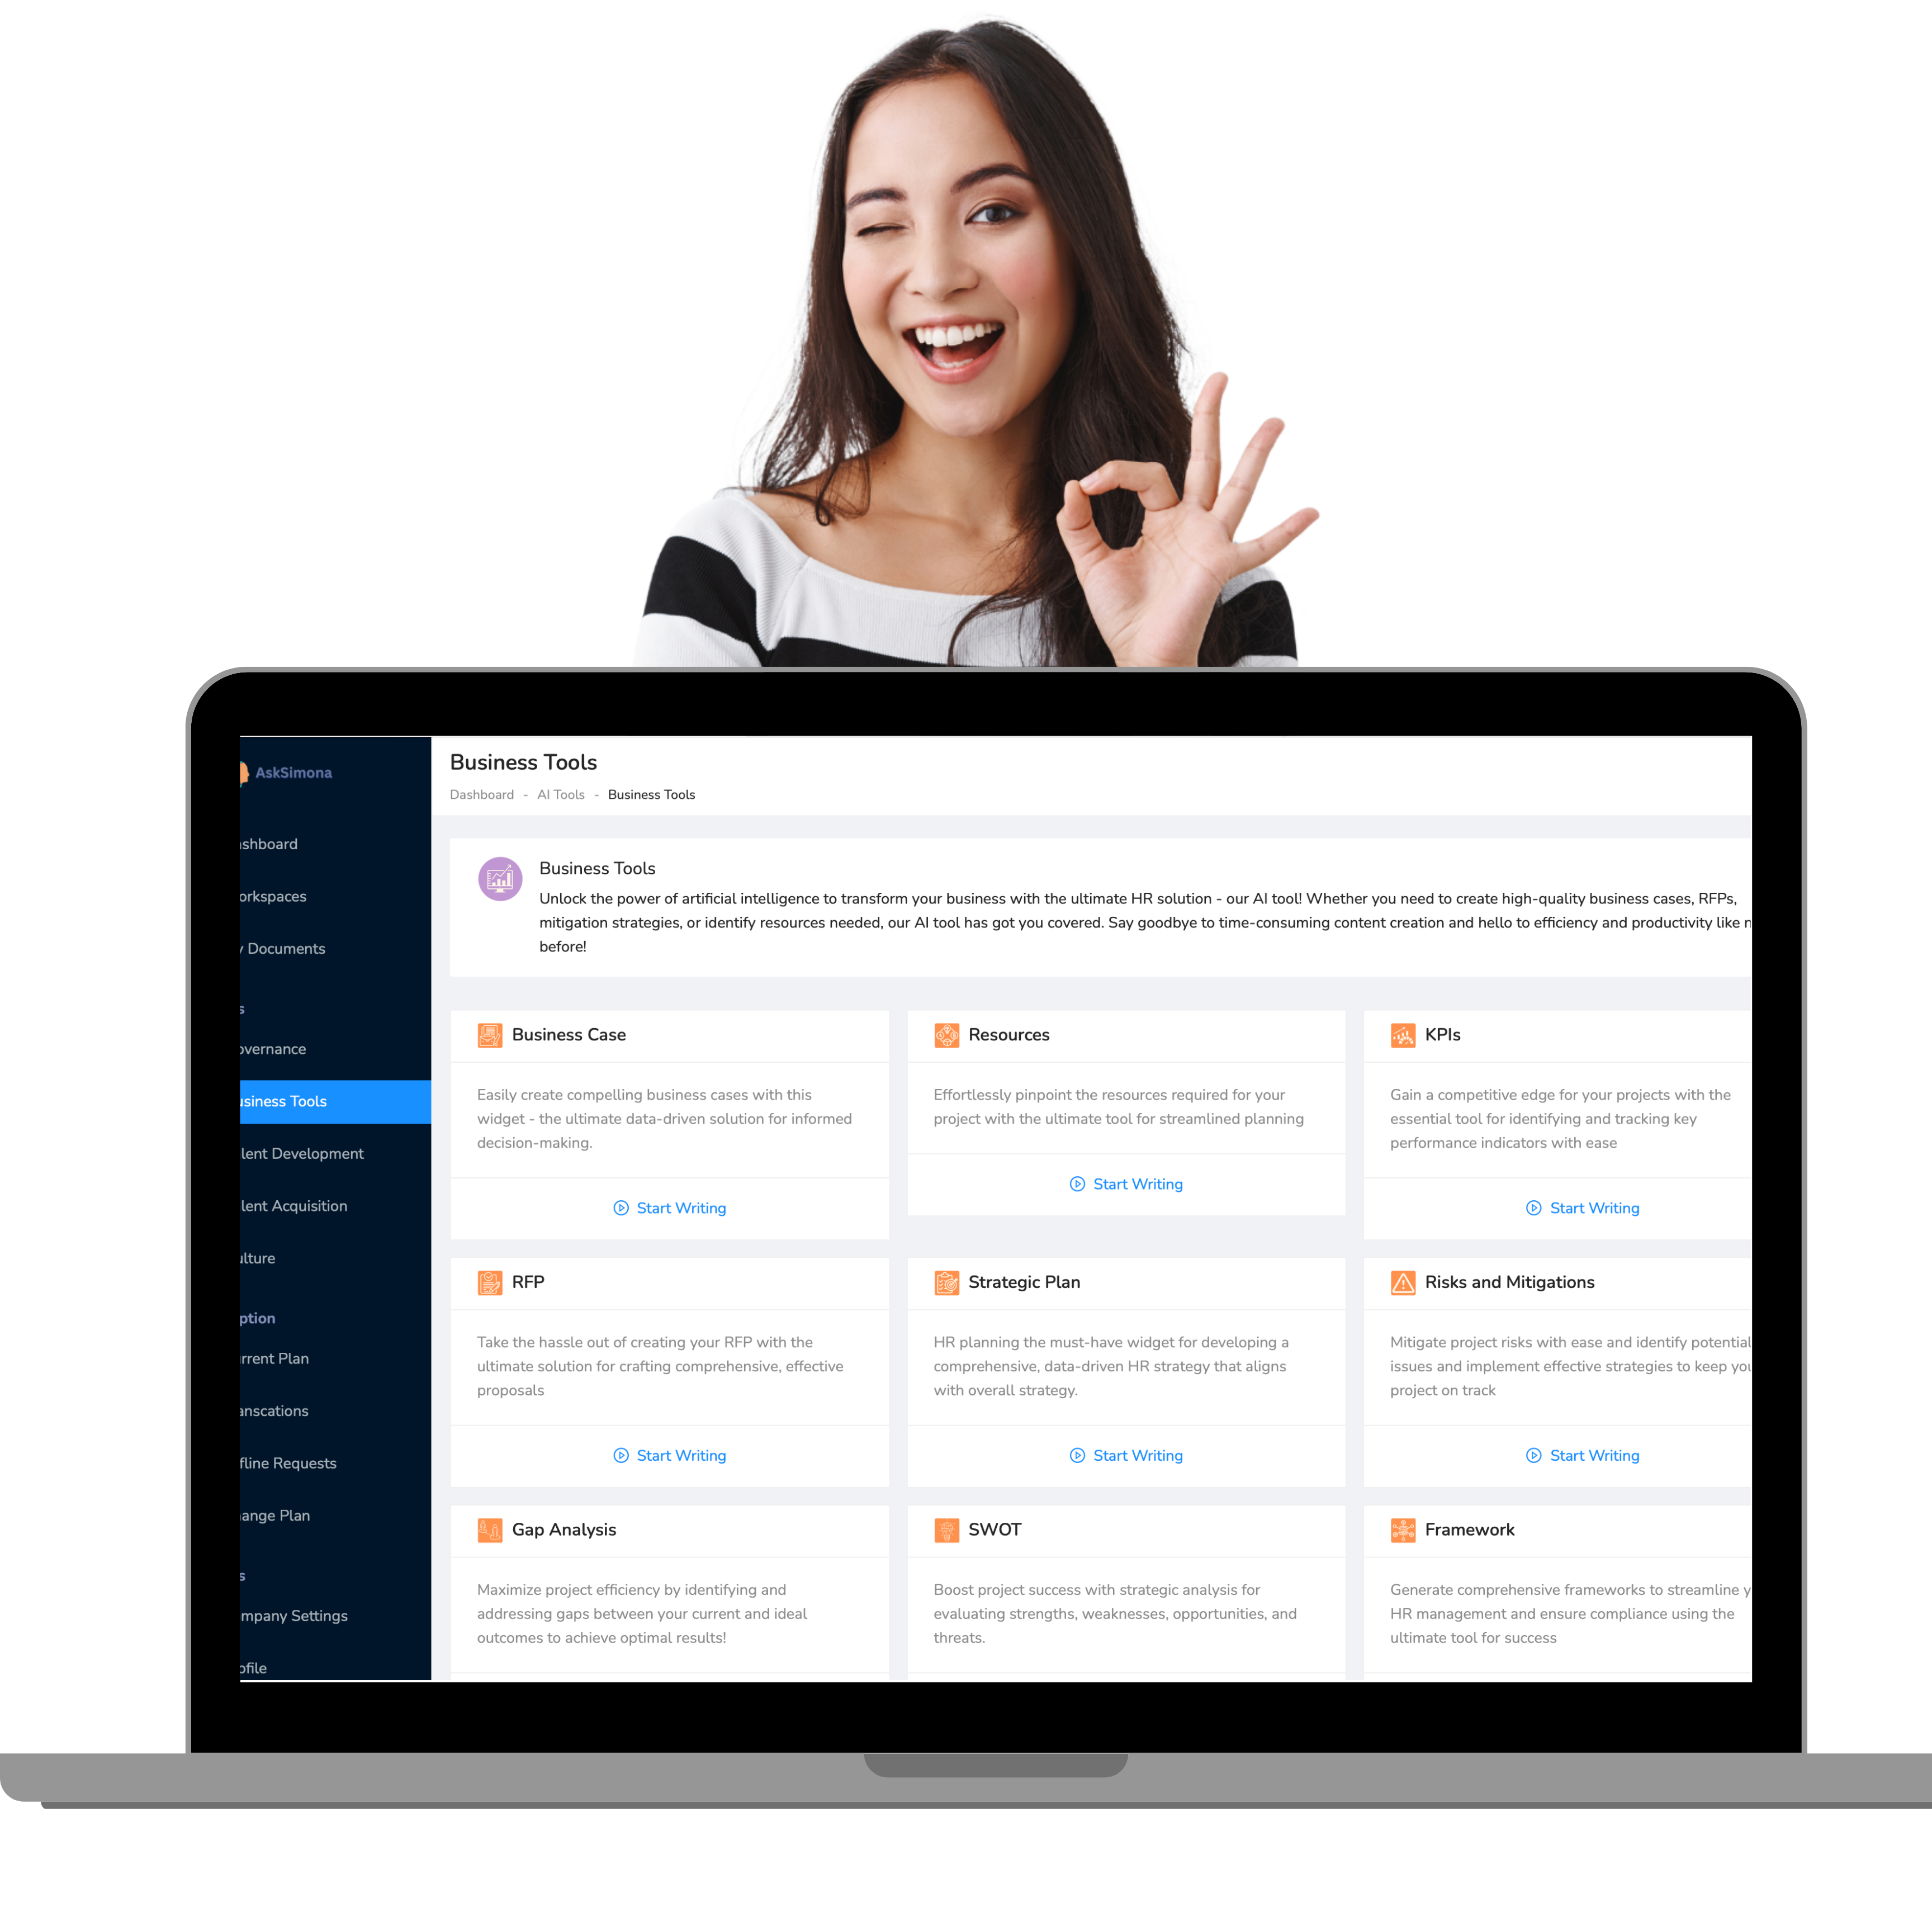 AskSimona
shboard
orkspaces
Documents
s
overnance
usiness Tools
lent Development
lent Acquisition
ulture
ption
rrent Plan
anscations
fline Requests
ange Plan
s
mpany Settings
ofile
Business Tools
Dashboard - AI Tools - Business Tools
Business Tools
Unlock the power of artificial intelligence to transform your business with the ultimate HR solution - our AI tool! Whether you need to create high-quality business cases, RFPs,
mitigation strategies, or identify resources needed, our AI tool has got you covered. Say goodbye to time-consuming content creation and hello to efficiency and productivity like n
before!
Business Case
Easily create compelling business cases with this
widget - the ultimate data-driven solution for informed
decision-making.
Start Writing
Resources
Effortlessly pinpoint the resources required for your
project with the ultimate tool for streamlined planning
Start Writing
KPIs
Gain a competitive edge for your projects with the
essential tool for identifying and tracking key
performance indicators with ease
Start Writing
RFP
Take the hassle out of creating your RFP with the
ultimate solution for crafting comprehensive, effective
proposals
Start Writing
Strategic Plan
HR planning the must-have widget for developing a
comprehensive, data-driven HR strategy that aligns
with overall strategy.
Start Writing
Risks and Mitigations
Mitigate project risks with ease and identify potential
issues and implement effective strategies to keep you
project on track
Start Writing
Gap Analysis
Maximize project efficiency by identifying and
addressing gaps between your current and ideal
outcomes to achieve optimal results!
SWOT
Boost project success with strategic analysis for
evaluating strengths, weaknesses, opportunities, and
threats.
Framework
Generate comprehensive frameworks to streamline y
HR management and ensure compliance using the
ultimate tool for success